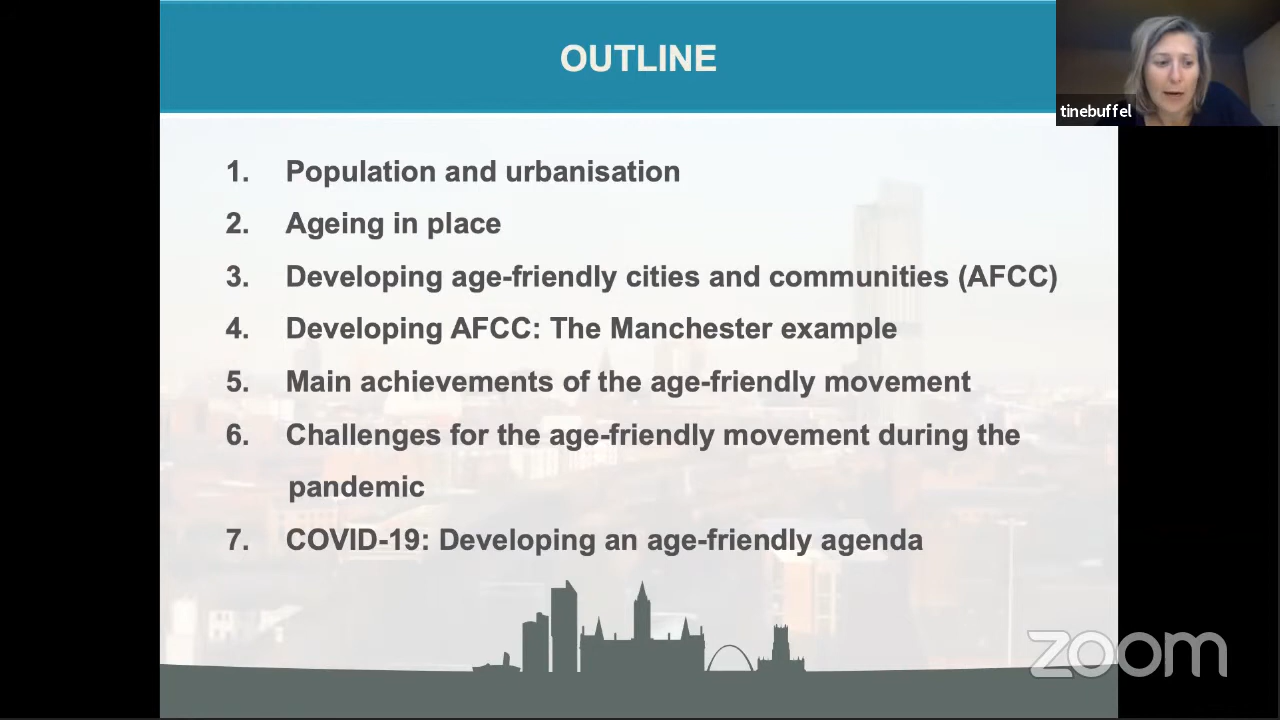 OUTLINE
tinebuffel
1. Population and urbanisation
2. Ageing in place
3. Developing age-friendly cities and communities (AFCC)
4. Developing AFCC: The Manchester example
5. Main achievements of the age-friendly movement
6. Challenges for the age-friendly movement during the
pandemic
7. COVID-19: Developing an age-friendly agenda
zoom